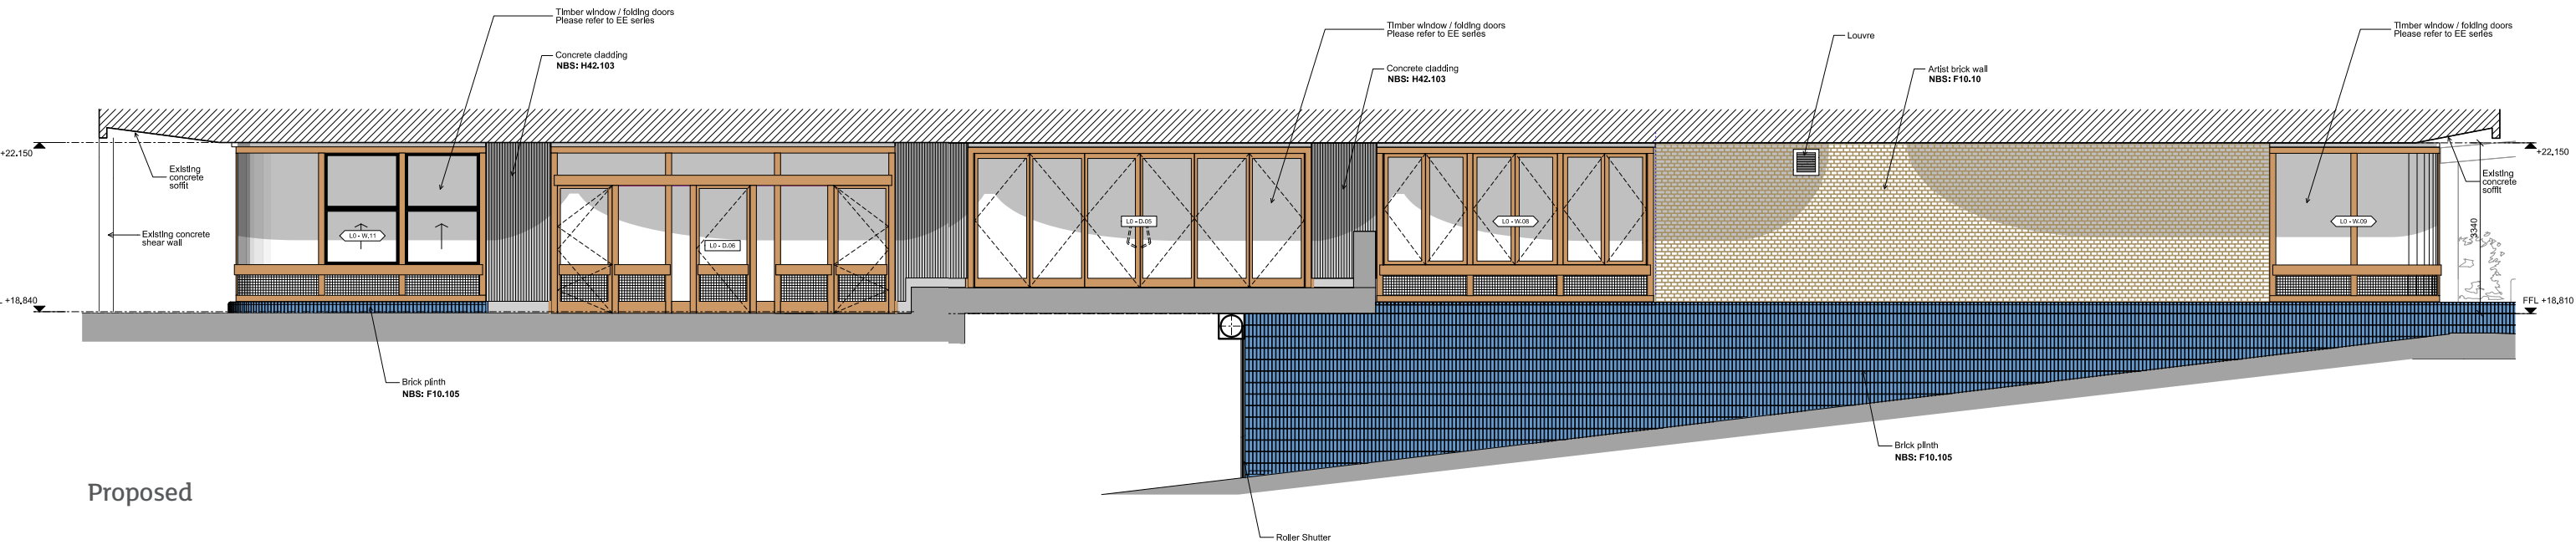 Timber window / folding doors
Please refer to EE series
Concrete cladding
NBS: H42.103
Timber window / folding doors
Please refer to EE series
Concrete cladding
NBS: H42.103
Louvre
Artist brick wall
NBS: F10.10
Timber window / folding doors
Please refer to EE series
+22.150
Existing
concrete
soffit
Existing concrete
shear wall
+18,840
L0 - W.11
L0 - D.06
L0 - D.05
L0 - W.08
L0 - W.09
+22,150
Existing
concrete
soffit
3340
FFL +18,810
Brick plinth
NBS: F10.105
Brick plinth
NBS: F10.105
Roller Shutter
Proposed